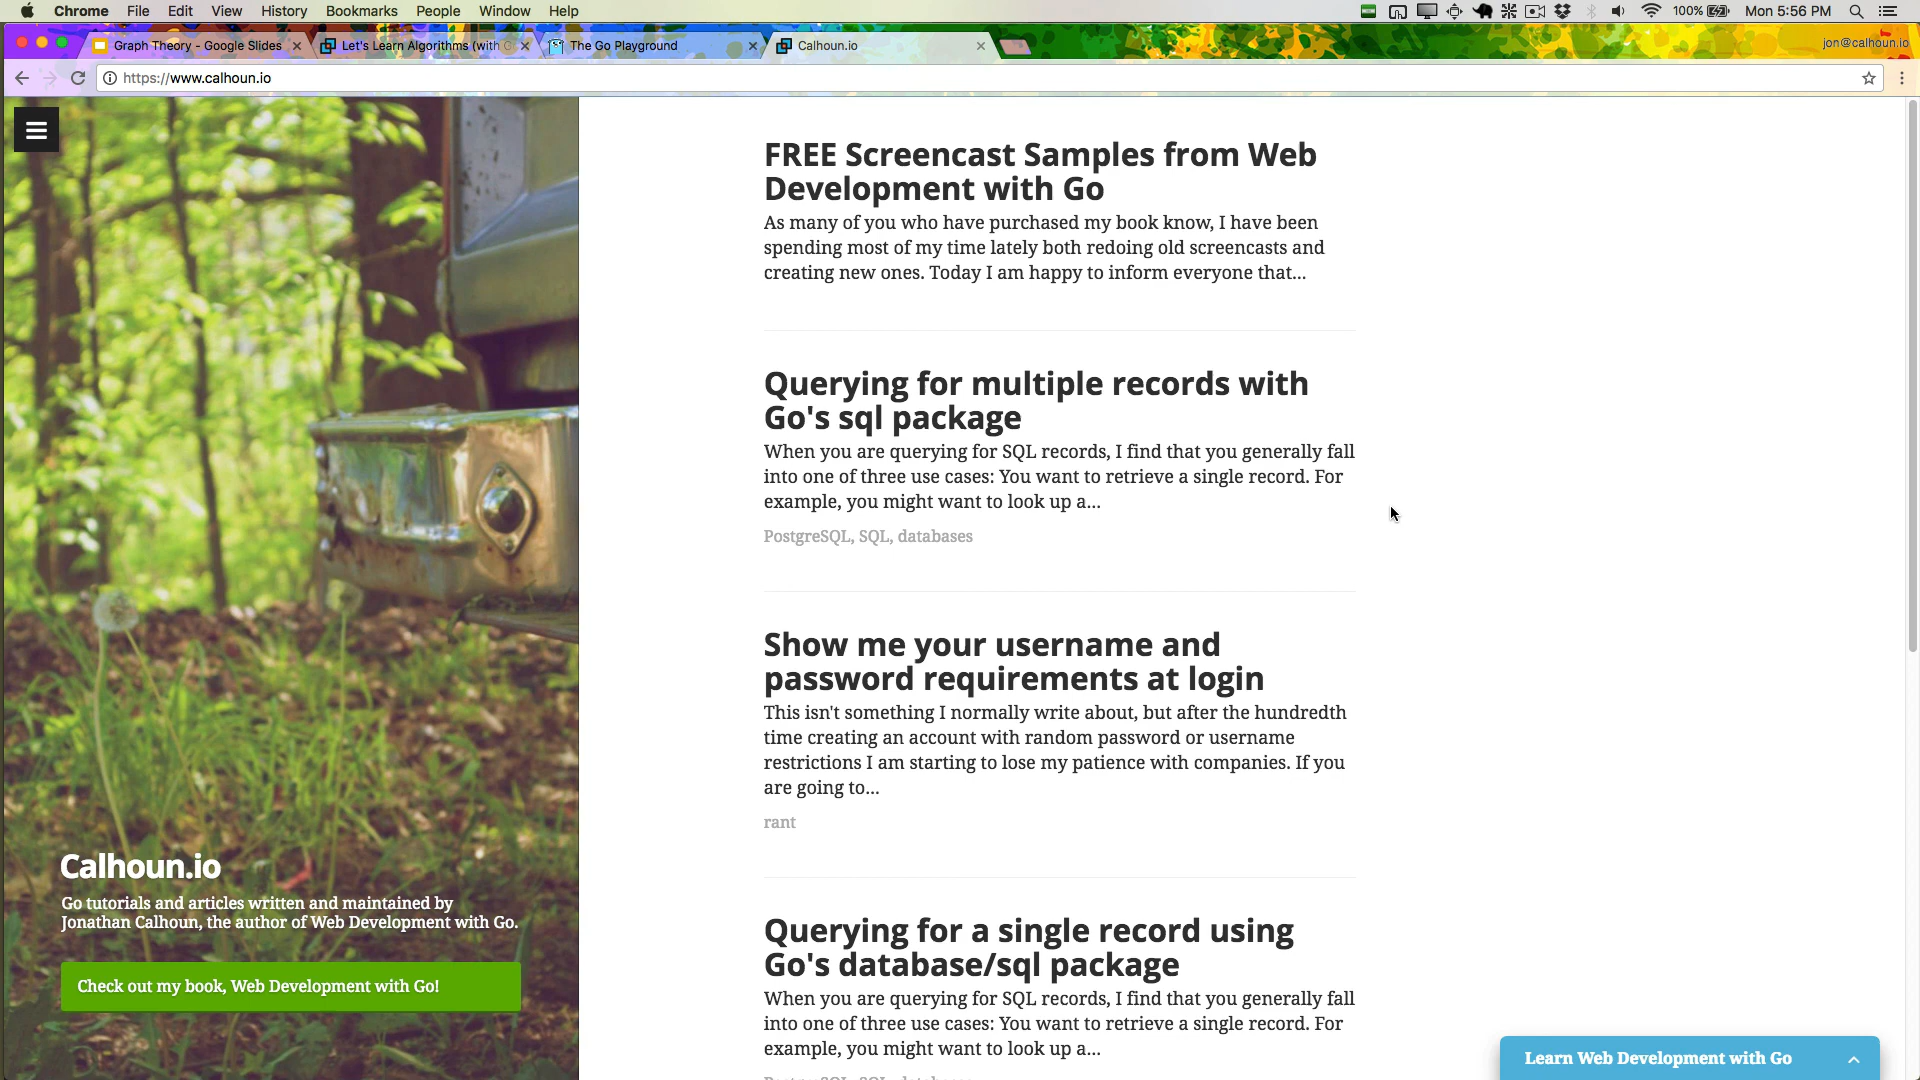 Chrome File Edit View History Bookmarks People Window Help 100% Mon 5:56 PM
Graph Theory - Google Slides Let's Learn Algorithms (with G The Go Playground Calhoun.io jon@calhoun.io
https://www.calhoun.io
FREE Screencast Samples from Web
Development with Go
As many of you who have purchased my book know, I have been
spending most of my time lately both redoing old screencasts and
creating new ones. Today I am happy to inform everyone that...
Querying for multiple records with
Go's sql package
When you are querying for SQL records, I find that you generally fall
into one of three use cases: You want to retrieve a single record. For
example, you might want to look up a...
PostgreSQL, SQL, databases
Show me your username and
password requirements at login
This isn't something I normally write about, but after the hundredth
time creating an account with random password or username
restrictions I am starting to lose my patience with companies. If you
are going to...
rant
Calhoun.io
Go tutorials and articles written and maintained by
Jonathan Calhoun, the author of Web Development with Go.
Check out my book, Web Development with Go!
Querying for a single record using
Go's database/sql package
When you are querying for SQL records, I find that you generally fall
into one of three use cases: You want to retrieve a single record. For
example, you might want to look up a...
Learn Web Development with Go